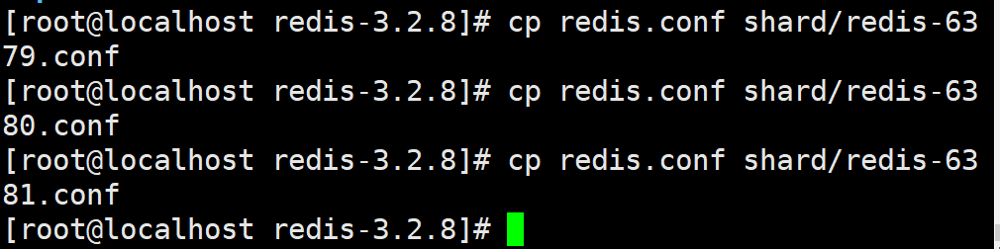 [root@localhost redis-3.2.8]# cp redis.conf shard/redis-63
79.conf
[root@localhost redis-3.2.8]# cp redis.conf shard/redis-63
80.conf
[root@localhost redis-3.2.8]# cp redis.conf shard/redis-63
81.conf
[root@localhost redis-3.2.8]#